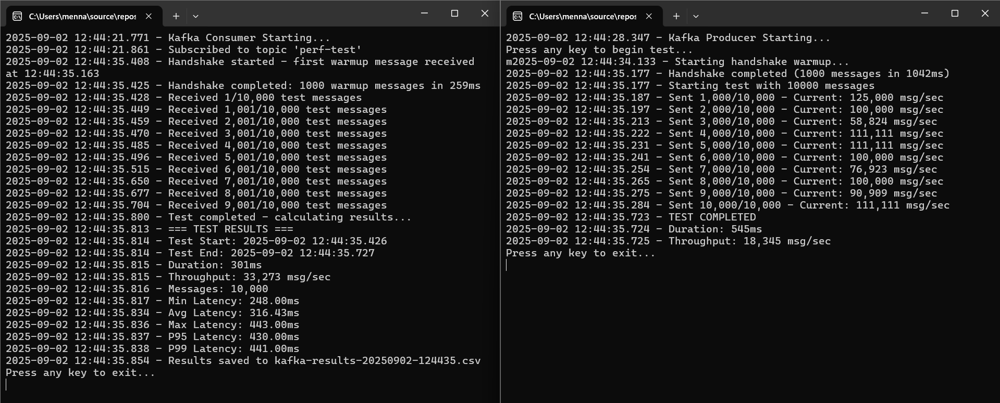 C:\Users\menna\source\repos
2025-09-02 12:44:21.771 - Kafka Consumer Starting...
2025-09-02 12:44:21.861 - Subscribed to topic 'perf-test'
2025-09-02 12:44:35.408 - Handshake started - first warmup message received
at 12:44:35.163
2025-09-02 12:44:35.425 - Handshake completed: 1000 warmup messages in 259ms
2025-09-02 12:44:35.428 - Received 1/10,000 test messages
2025-09-02 12:44:35.449 - Received 1,001/10,000 test messages
2025-09-02 12:44:35.459 - Received 2,001/10,000 test messages
2025-09-02 12:44:35.470 - Received 3,001/10,000 test messages
2025-09-02 12:44:35.485 - Received 4,001/10,000 test messages
2025-09-02 12:44:35.496 - Received 5,001/10,000 test messages
2025-09-02 12:44:35.515 - Received 6,001/10,000 test messages
2025-09-02 12:44:35.650 - Received 7,001/10,000 test messages
2025-09-02 12:44:35.677 - Received 8,001/10,000 test messages
2025-09-02 12:44:35.704 - Received 9,001/10,000 test messages
2025-09-02 12:44:35.800 - Test completed - calculating results...
2025-09-02 12:44:35.813 - === TEST RESULTS ===
2025-09-02 12:44:35.814 - Test Start: 2025-09-02 12:44:35.426
2025-09-02 12:44:35.814 - Test End: 2025-09-02 12:44:35.727
2025-09-02 12:44:35.815 - Duration: 301ms
2025-09-02 12:44:35.815 - Throughput: 33,273 msg/sec
2025-09-02 12:44:35.816 - Messages: 10,000
2025-09-02 12:44:35.817 - Min Latency: 248.00ms
2025-09-02 12:44:35.834 - Avg Latency: 316.43ms
2025-09-02 12:44:35.836 - Max Latency: 443.00ms
2025-09-02 12:44:35.837 - P95 Latency: 430.00ms
2025-09-02 12:44:35.838 - P99 Latency: 441.00ms
2025-09-02 12:44:35.854 - Results saved to kafka-results-20250902-124435.csv
Press any key to exit...
C:\Users\menna\source\repos
2025-09-02 12:44:28.347 - Kafka Producer Starting...
Press any key to begin test...
m2025-09-02 12:44:34.133 - Starting handshake warmup...
2025-09-02 12:44:35.177 - Handshake completed (1000 messages in 1042ms)
2025-09-02 12:44:35.177 - Starting test with 10000 messages
2025-09-02 12:44:35.187 - Sent 1,000/10,000 - Current: 125,000 msg/sec
2025-09-02 12:44:35.197 - Sent 2,000/10,000 - Current: 100,000 msg/sec
2025-09-02 12:44:35.213 - Sent 3,000/10,000 - Current: 58,824 msg/sec
2025-09-02 12:44:35.222 - Sent 4,000/10,000 - Current: 111,111 msg/sec
2025-09-02 12:44:35.231 - Sent 5,000/10,000 - Current: 111,111 msg/sec
2025-09-02 12:44:35.241 - Sent 6,000/10,000 - Current: 100,000 msg/sec
2025-09-02 12:44:35.254 - Sent 7,000/10,000 - Current: 76,923 msg/sec
2025-09-02 12:44:35.265 - Sent 8,000/10,000 - Current: 100,000 msg/sec
2025-09-02 12:44:35.275 - Sent 9,000/10,000 - Current: 90,909 msg/sec
2025-09-02 12:44:35.284 - Sent 10,000/10,000 - Current: 111,111 msg/sec
2025-09-02 12:44:35.723 - TEST COMPLETED
2025-09-02 12:44:35.724 - Duration: 545ms
2025-09-02 12:44:35.725 - Throughput: 18,345 msg/sec
Press any key to exit...